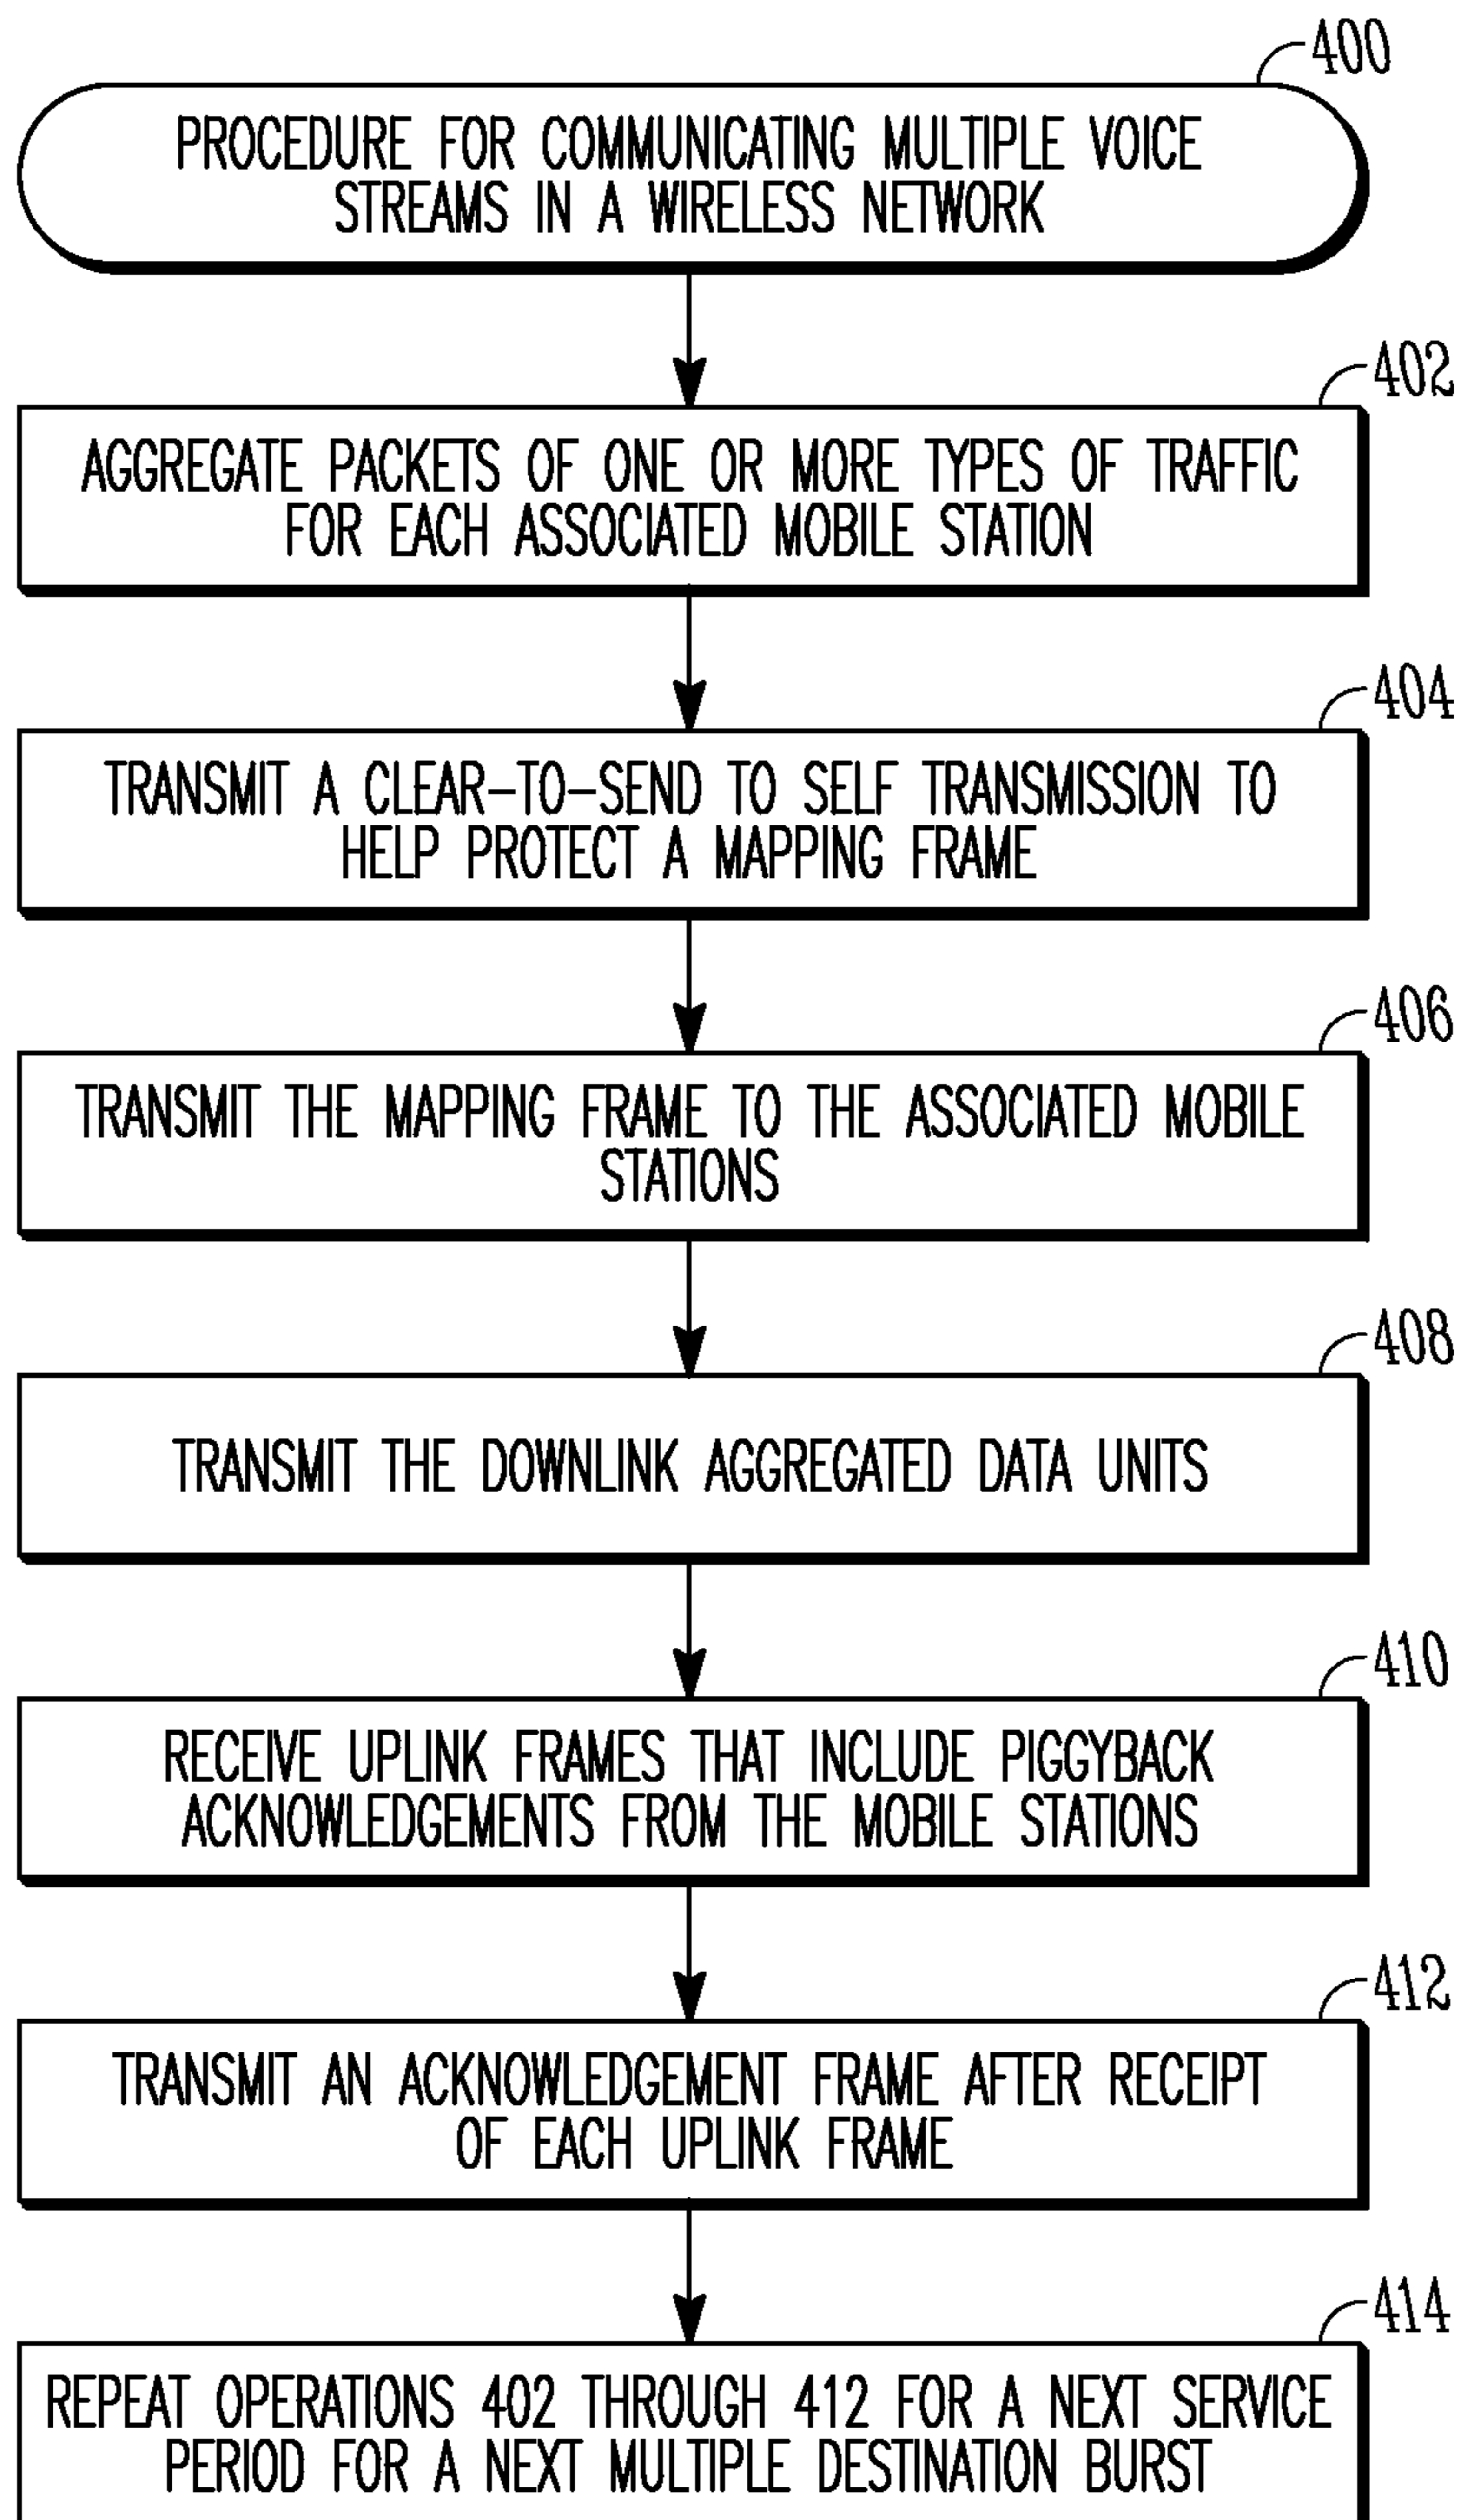 400
PROCEDURE FOR COMMUNICATING MULTIPLE VOICE
STREAMS IN A WIRELESS NETWORK
402
AGGREGATE PACKETS OF ONE OR MORE TYPES OF TRAFFIC
FOR EACH ASSOCIATED MOBILE STATION
404
TRANSMIT A CLEAR-TO-SEND TO SELF TRANSMISSION TO
HELP PROTECT A MAPPING FRAME
406
TRANSMIT THE MAPPING FRAME TO THE ASSOCIATED MOBILE
STATIONS
408
TRANSMIT THE DOWNLINK AGGREGATED DATA UNITS
410
RECEIVE UPLINK FRAMES THAT INCLUDE PIGGYBACK
ACKNOWLEDGEMENTS FROM THE MOBILE STATIONS
412
TRANSMIT AN ACKNOWLEDGEMENT FRAME AFTER RECEIPT
OF EACH UPLINK FRAME
414
REPEAT OPERATIONS 402 THROUGH 412 FOR A NEXT SERVICE
PERIOD FOR A NEXT MULTIPLE DESTINATION BURST